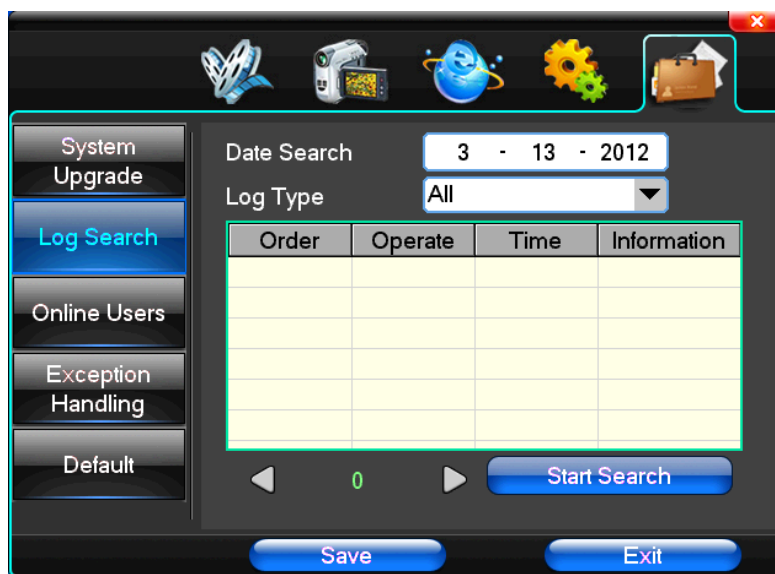 System
Upgrade
Log Search
Online Users
Exception
Handling
Default
Date Search 3 - 13 - 2012
Log Type All
Order Operate Time Information
0 Start Search
Save Exit